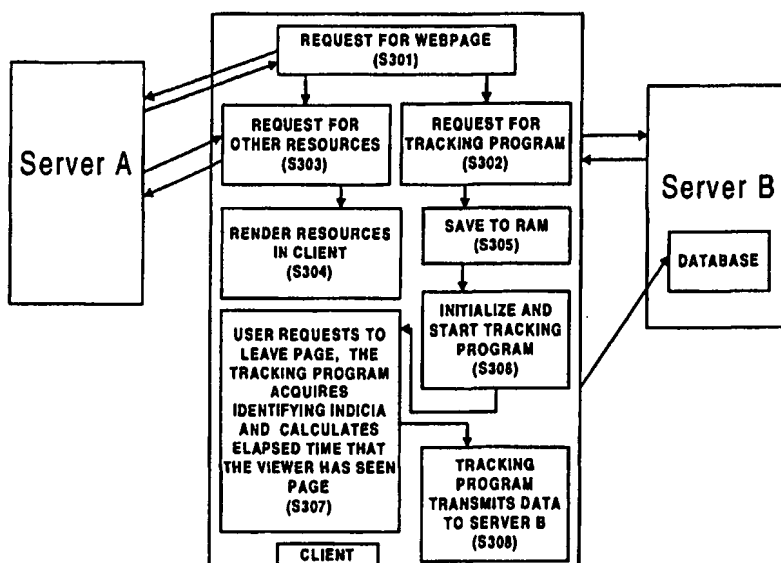 REQUEST FOR WEBPAGE
(S301)
Server A
REQUEST FOR
OTHER RESOURCES
(S303)
REQUEST FOR
TRACKING PROGRAM
(S302)
Server B
DATABASE
RENDER RESOURCES
IN CLIENT
(S304)
SAVE TO RAM
(S305)
INITIALIZE AND
START TRACKING
PROGRAM
(S306)
USER REQUESTS TO
LEAVE PAGE, THE
TRACKING PROGRAM
ACQUIRES
IDENTIFYING INDICIA
AND CALCULATES
ELAPSED TIME THAT
THE VIEWER HAS SEEN
PAGE
(S307)
TRACKING
PROGRAM
TRANSMITS DATA
TO SERVER B
(S308)
CLIENT